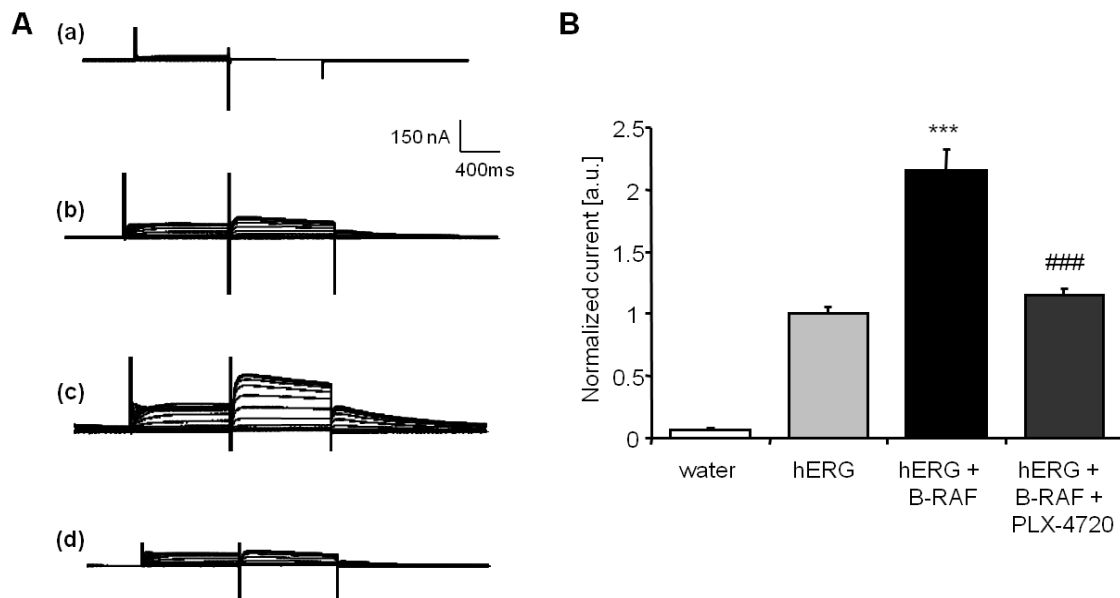 A
(a)
150 nA
400ms
(b)
(c)
(d)
B
Normalized current [a.u.]
2.5
2
1.5
1
0.5
0
***
###
water
hERG
hERG +
B-RAF
hERG +
B-RAF +
PLX-4720